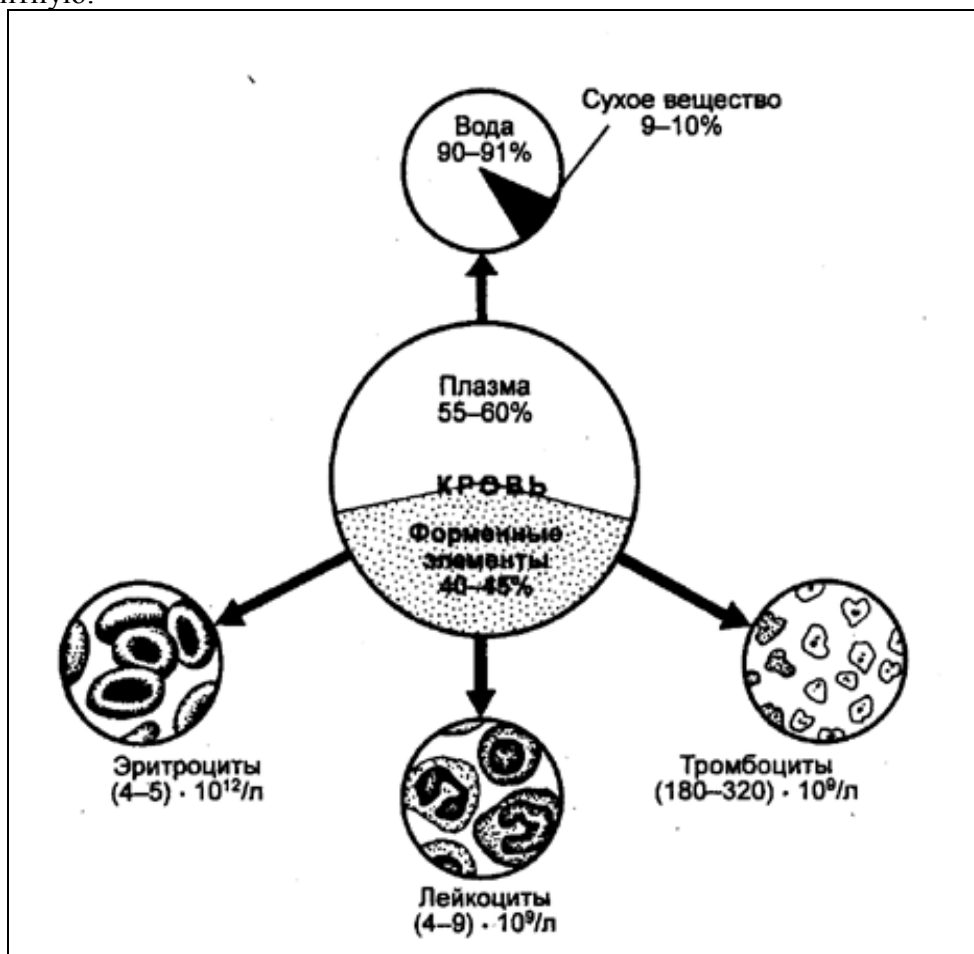 Вода
90–91%
Сухое вещество
9–10%
Плазма
55–60%
КРОВЬ
Форменные
элементы
40–45%
Эритроциты
(4–5) · 10¹²/л
Лейкоциты
(4–9) · 10⁹/л
Тромбоциты
(180–320) · 10⁹/л